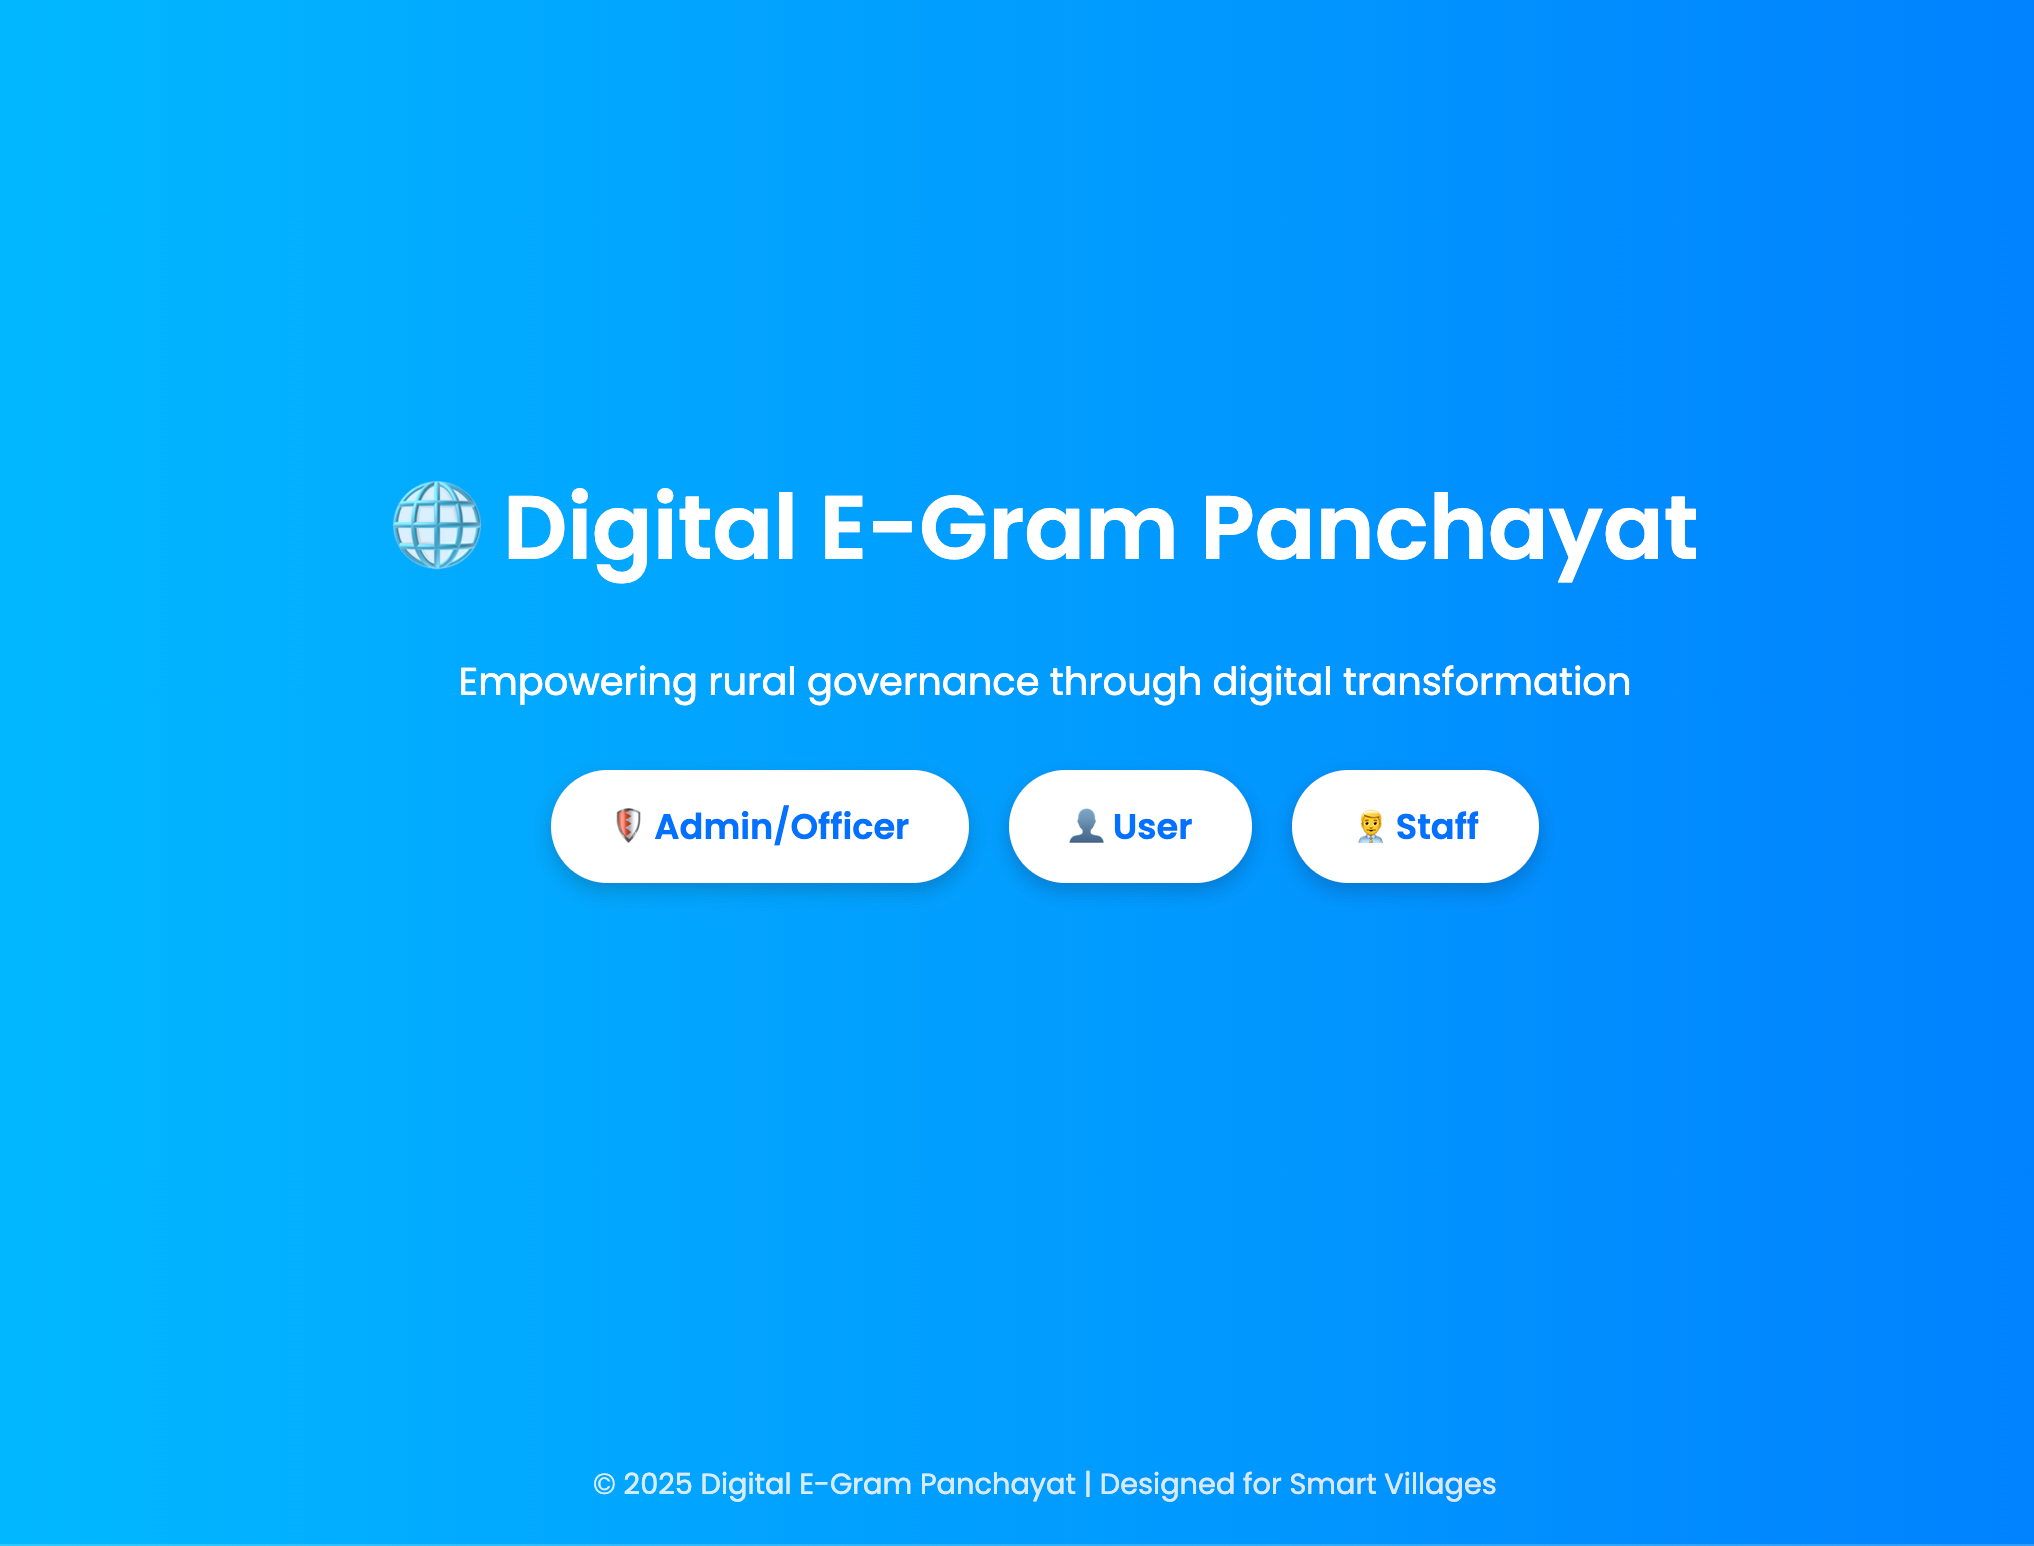 🌐 Digital E-Gram Panchayat
Empowering rural governance through digital transformation
🛡️ Admin/Officer
👤 User
👨‍💼 Staff
© 2025 Digital E-Gram Panchayat | Designed for Smart Villages